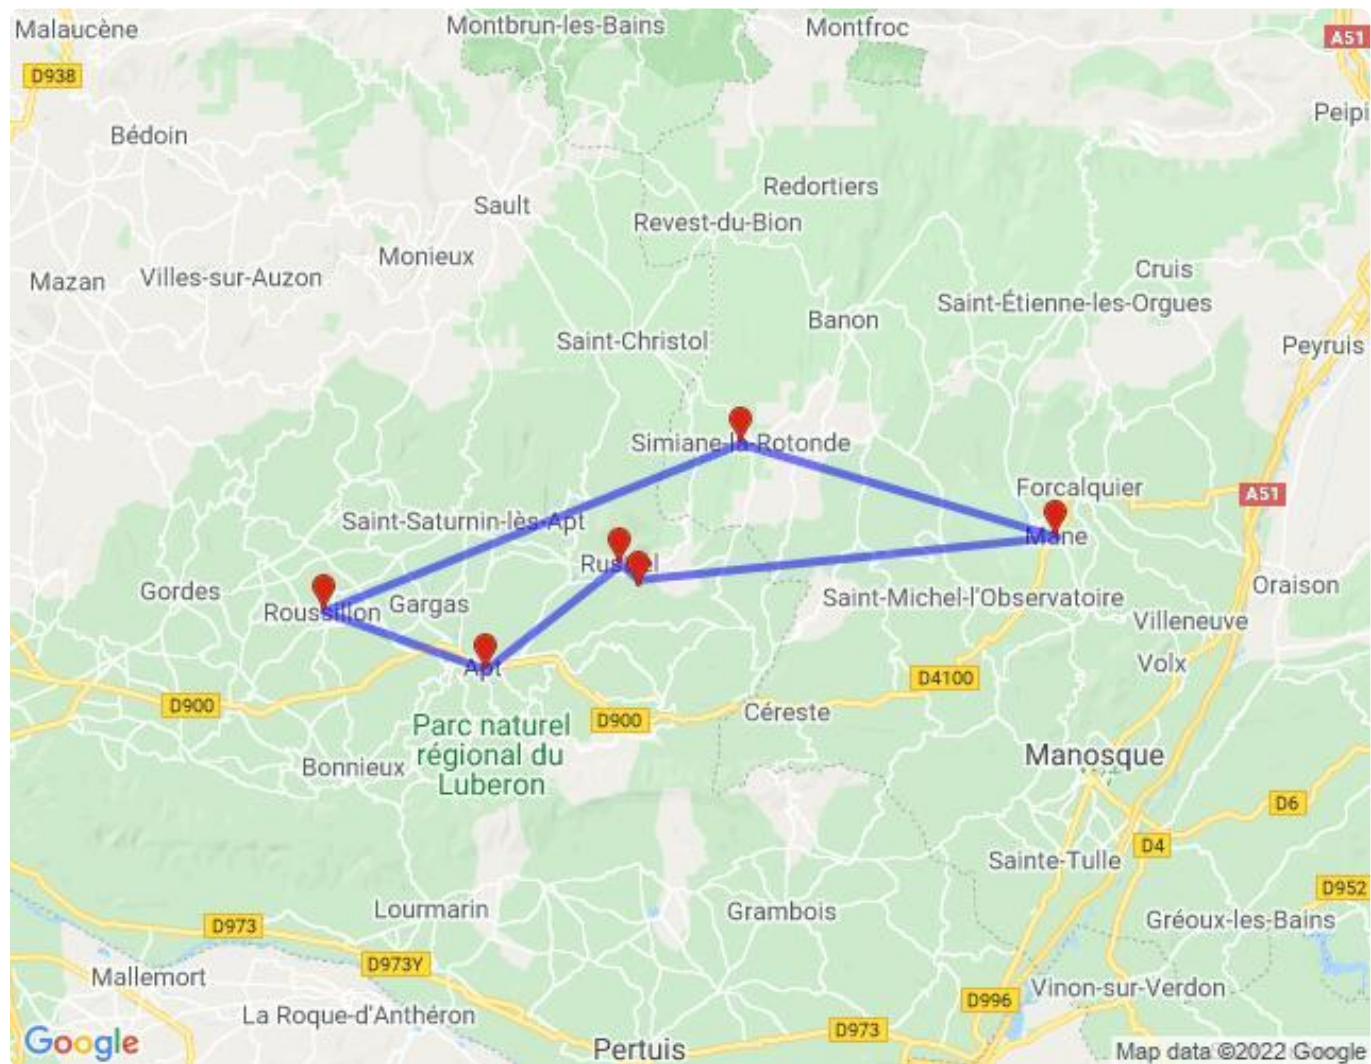 Malaucène
Montbrun-les-Bains
Montfroc
A51
D938
Peipi
Bédoin
Redortiers
Sault
Revest-du-Bion
Monieux
Cruis
Mazan
Villes-sur-Auzon
Saint-Étienne-les-Orgues
Banon
Saint-Christol
Peyruis
Simiane-la-Rotonde
Forcalquier
A51
Saint-Saturnin-lès-Apt
Mane
Gordes
Oraison
Roussillon
Gargas
Saint-Michel-l'Observatoire
Villeneuve
Apt
Volx
D4100
D900
Céreste
D900
Parc naturel
régional du
Luberon
Bonnieux
Manosque
D6
D4
Sainte-Tulle
D952
Lourmarin
Grambois
Gréoux-les-Bains
D973
D973Y
Mallemort
Vinon-sur-Verdon
D996
La Roque-d'Anthéron
D973
Google
Pertuis
Map data ©2022 Google